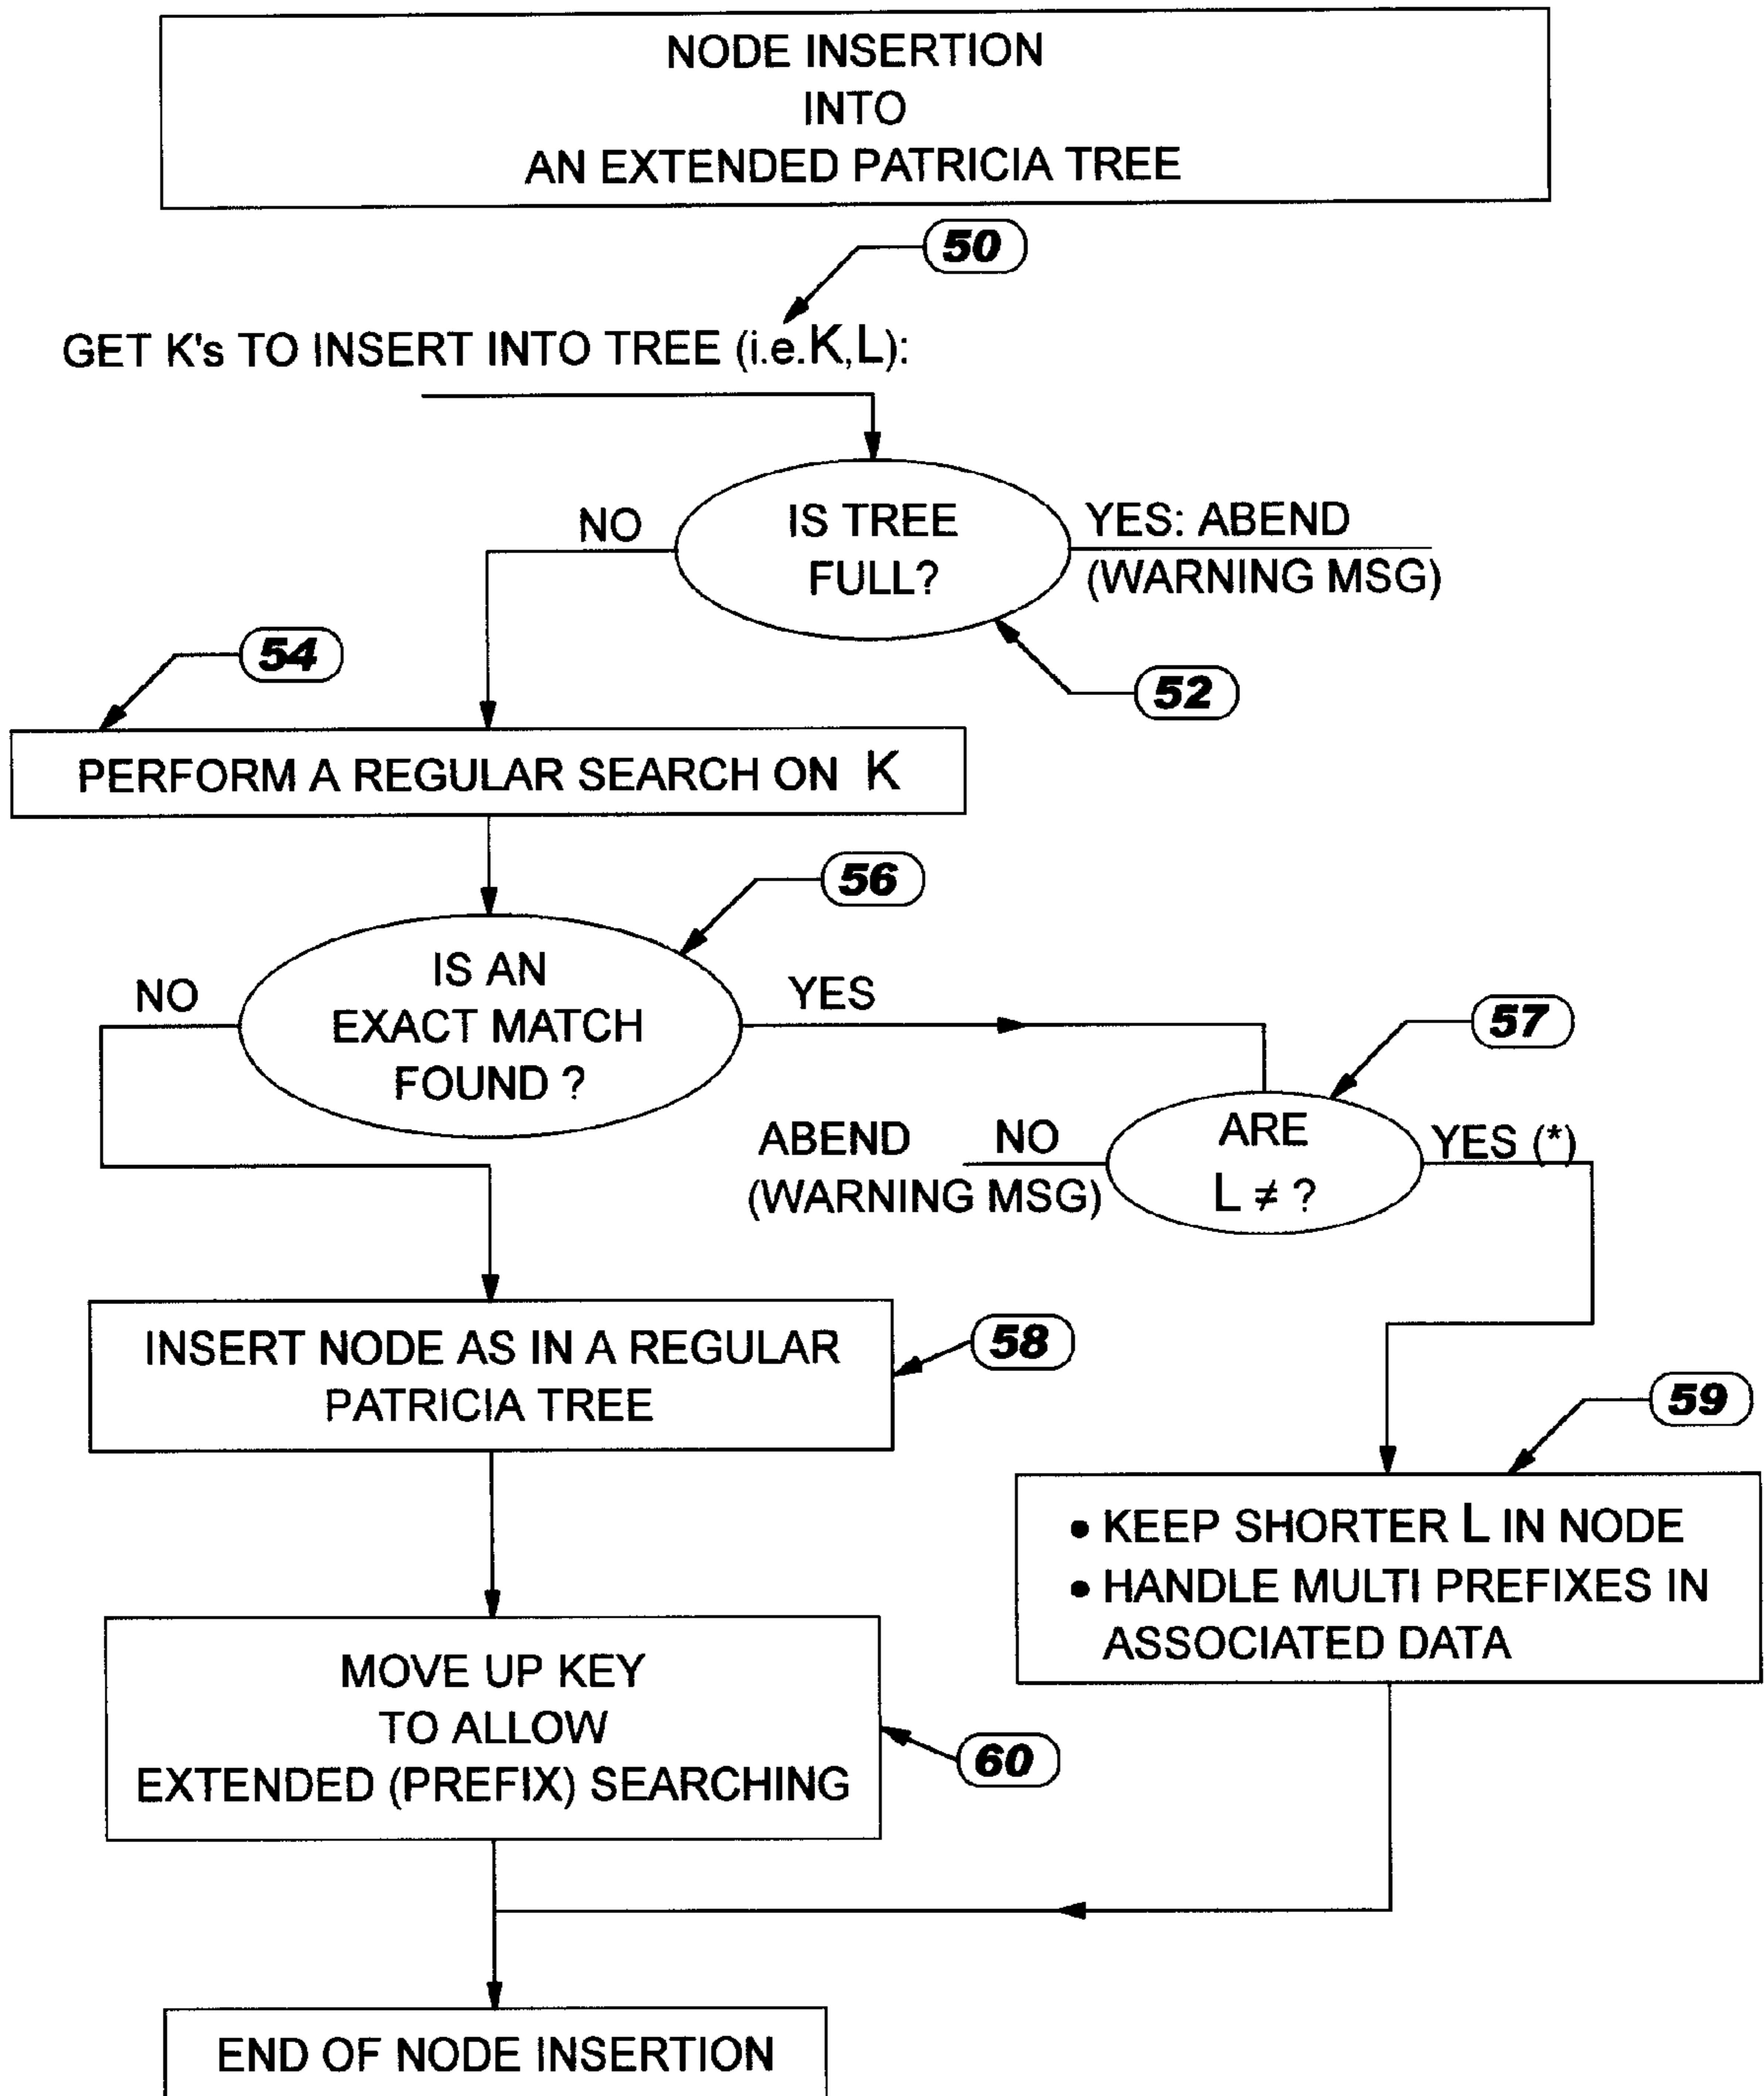 NODE INSERTION
INTO
AN EXTENDED PATRICIA TREE
50
GET K's TO INSERT INTO TREE (i.e.K,L):
NO
IS TREE
FULL?
YES: ABEND
(WARNING MSG)
54
52
PERFORM A REGULAR SEARCH ON K
56
NO
IS AN
EXACT MATCH
FOUND ?
YES
57
ABEND NO
(WARNING MSG)
ARE
L ≠ ?
YES (*)
INSERT NODE AS IN A REGULAR
PATRICIA TREE
58
59
• KEEP SHORTER L IN NODE
• HANDLE MULTI PREFIXES IN
ASSOCIATED DATA
MOVE UP KEY
TO ALLOW
EXTENDED (PREFIX) SEARCHING
60
END OF NODE INSERTION